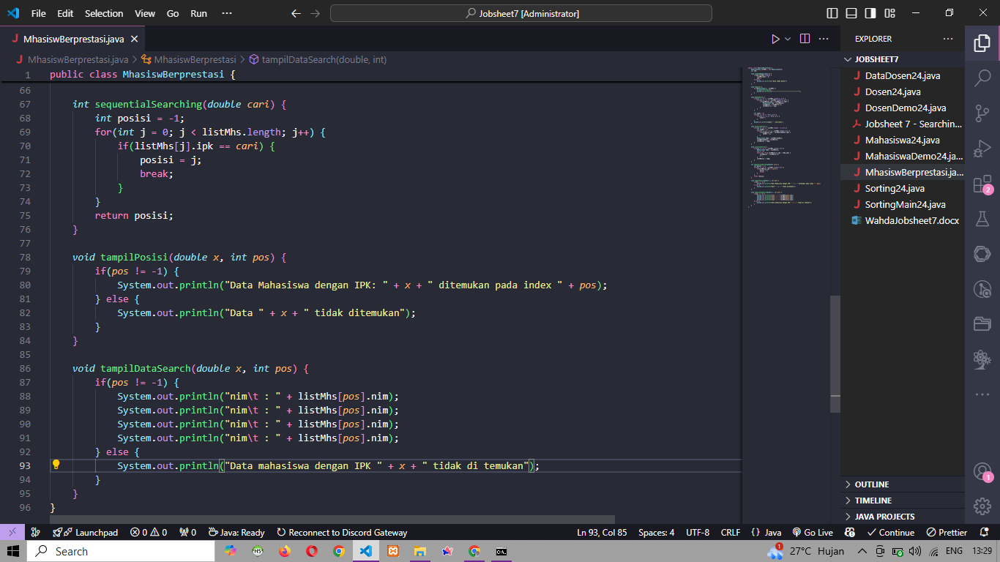 File Edit Selection View Go Run ··· Jobsheet7 [Administrator]
MhasiswBerprestasi.java
MhasiswBerprestasi.java > MhasiswBerprestasi > tampilDataSearch(double, int)
1 public class MhasiswBerprestasi {
66
67 int sequentialSearching(double cari) {
68 int posisi = -1;
69 for(int j = 0; j < listMhs.length; j++) {
70 if(listMhs[j].ipk == cari) {
71 posisi = j;
72 break;
73 }
74 }
75 return posisi;
76 }
77
78 void tampilPosisi(double x, int pos) {
79 if(pos != -1) {
80 System.out.println("Data Mahasiswa dengan IPK: " + x + " ditemukan pada index " + pos);
81 } else {
82 System.out.println("Data " + x + " tidak ditemukan");
83 }
84 }
85
86 void tampilDataSearch(double x, int pos) {
87 if(pos != -1) {
88 System.out.println("nim\t : " + listMhs[pos].nim);
89 System.out.println("nim\t : " + listMhs[pos].nim);
90 System.out.println("nim\t : " + listMhs[pos].nim);
91 System.out.println("nim\t : " + listMhs[pos].nim);
92 } else {
93 System.out.println("Data mahasiswa dengan IPK " + x + " tidak di temukan");
94 }
95 }
96 }
EXPLORER
JOBSHEET7
DataDosen24.java
Dosen24.java
DosenDemo24.java
Jobsheet 7 - Searchin...
Mahasiswa24.java
MahasiswaDemo24.ja...
MhasiswBerprestasi.ja...
Sorting24.java
SortingMain24.java
WahdaJobsheet7.docx
OUTLINE
TIMELINE
JAVA PROJECTS
2
1
Launchpad 0 0 0 Java: Ready Reconnect to Discord Gateway Ln 93, Col 85 Spaces: 4 UTF-8 CRLF {} Java Go Live Continue Prettier
Search 1 27°C Hujan ENG 13:29